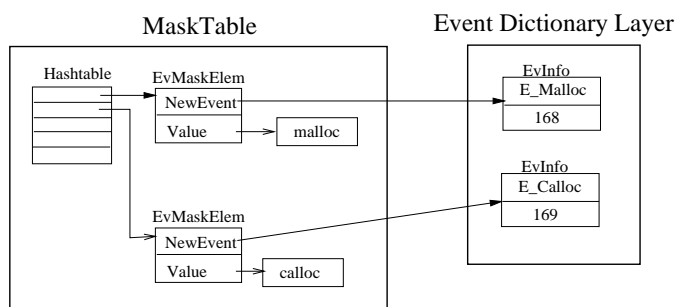 MaskTable
Event Dictionary Layer
Hashtable
EvMaskElem
NewEvent
Value
malloc
EvInfo
E_Malloc
168
EvInfo
E_Calloc
169
EvMaskElem
NewEvent
Value
calloc